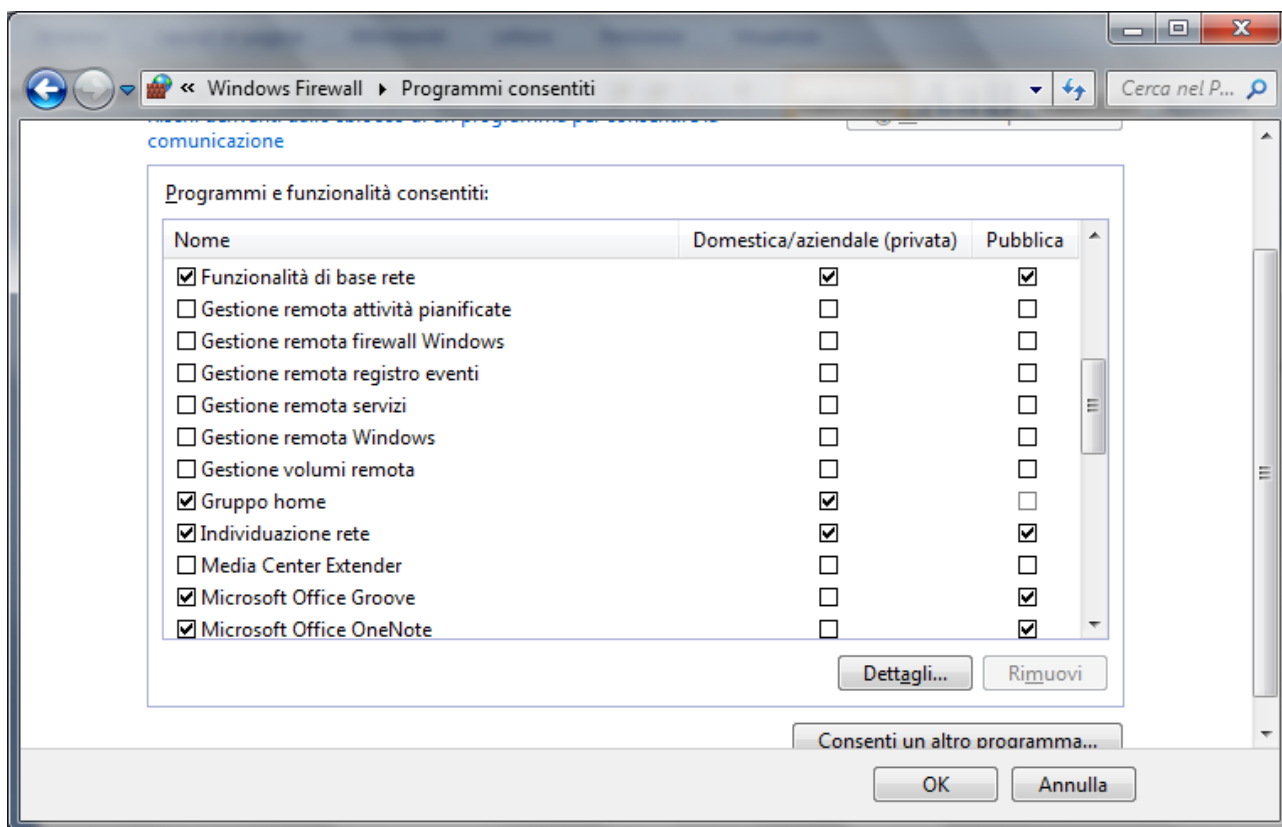 « Windows Firewall ▸ Programmi consentiti
Cerca nel P...
comunicazione
Programmi e funzionalità consentiti:
Nome Domestica/aziendale (privata) Pubblica
Funzionalità di base rete
Gestione remota attività pianificate
Gestione remota firewall Windows
Gestione remota registro eventi
Gestione remota servizi
Gestione remota Windows
Gestione volumi remota
Gruppo home
Individuazione rete
Media Center Extender
Microsoft Office Groove
Microsoft Office OneNote
Dettagli... Rimuovi
Consenti un altro programma...
OK Annulla